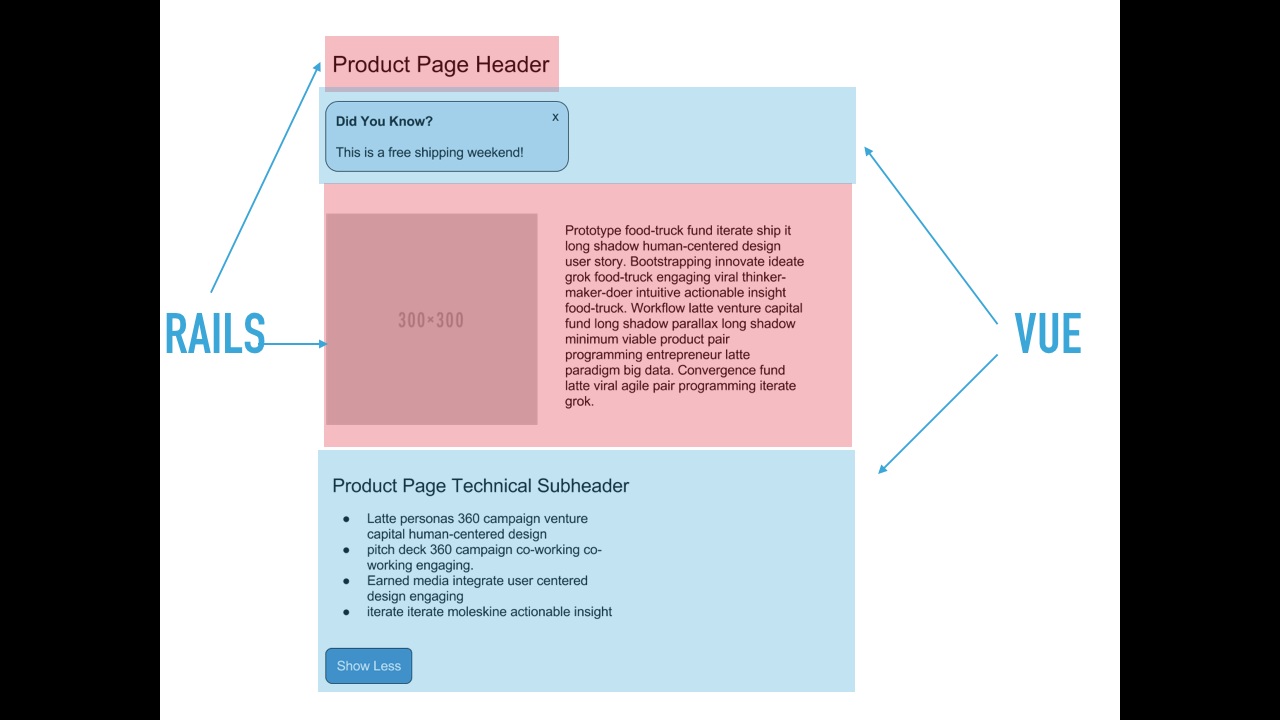 Product Page Header
Did You Know?
x
This is a free shipping weekend!
Prototype food-truck fund iterate ship it
long shadow human-centered design
user story. Bootstrapping innovate ideate
grok food-truck engaging viral thinker-
maker-doer intuitive actionable insight
food-truck. Workflow latte venture capital
fund long shadow parallax long shadow
minimum viable product pair
programming entrepreneur latte
paradigm big data. Convergence fund
latte viral agile pair programming iterate
grok.
300×300
RAILS
VUE
Product Page Technical Subheader
● Latte personas 360 campaign venture
capital human-centered design
● pitch deck 360 campaign co-working co-
working engaging.
● Earned media integrate user centered
design engaging
● iterate iterate moleskine actionable insight
Show Less